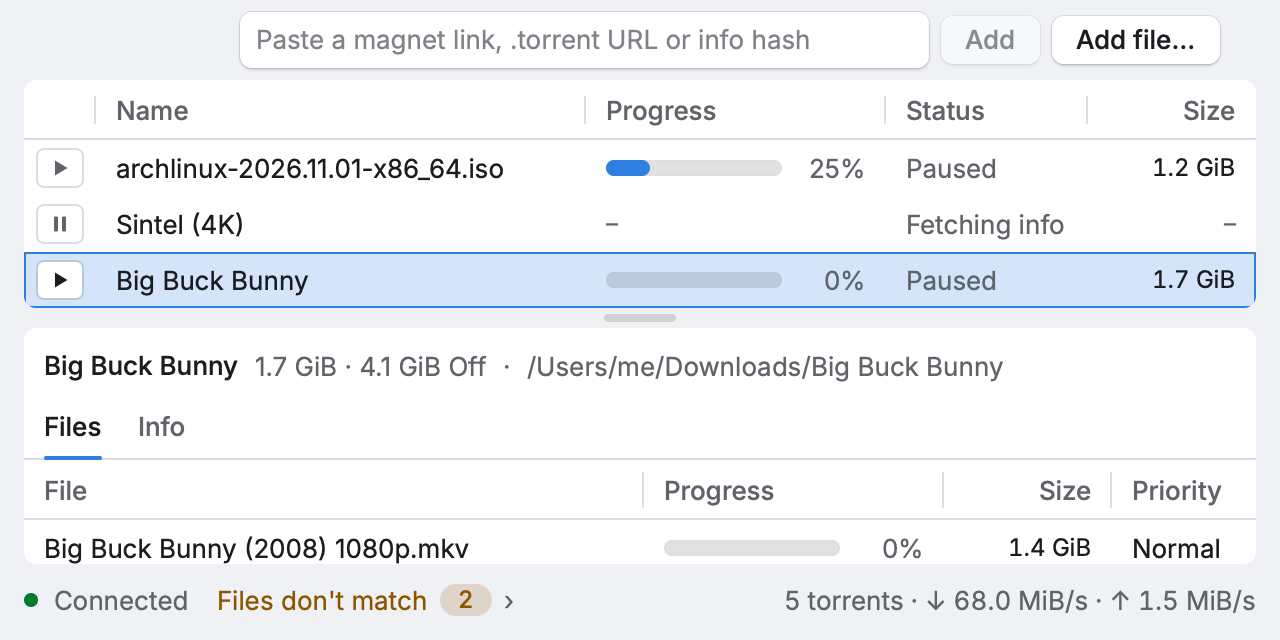 Paste a magnet link, .torrent URL or info hash Add Add file...
Name Progress Status Size
archlinux-2026.11.01-x86_64.iso 25% Paused 1.2 GiB
Sintel (4K) – Fetching info –
Big Buck Bunny 0% Paused 1.7 GiB
Big Buck Bunny 1.7 GiB · 4.1 GiB Off · /Users/me/Downloads/Big Buck Bunny
Files Info
File Progress Size Priority
Big Buck Bunny (2008) 1080p.mkv 0% 1.4 GiB Normal
Connected Files don't match 2 › 5 torrents · ↓ 68.0 MiB/s · ↑ 1.5 MiB/s